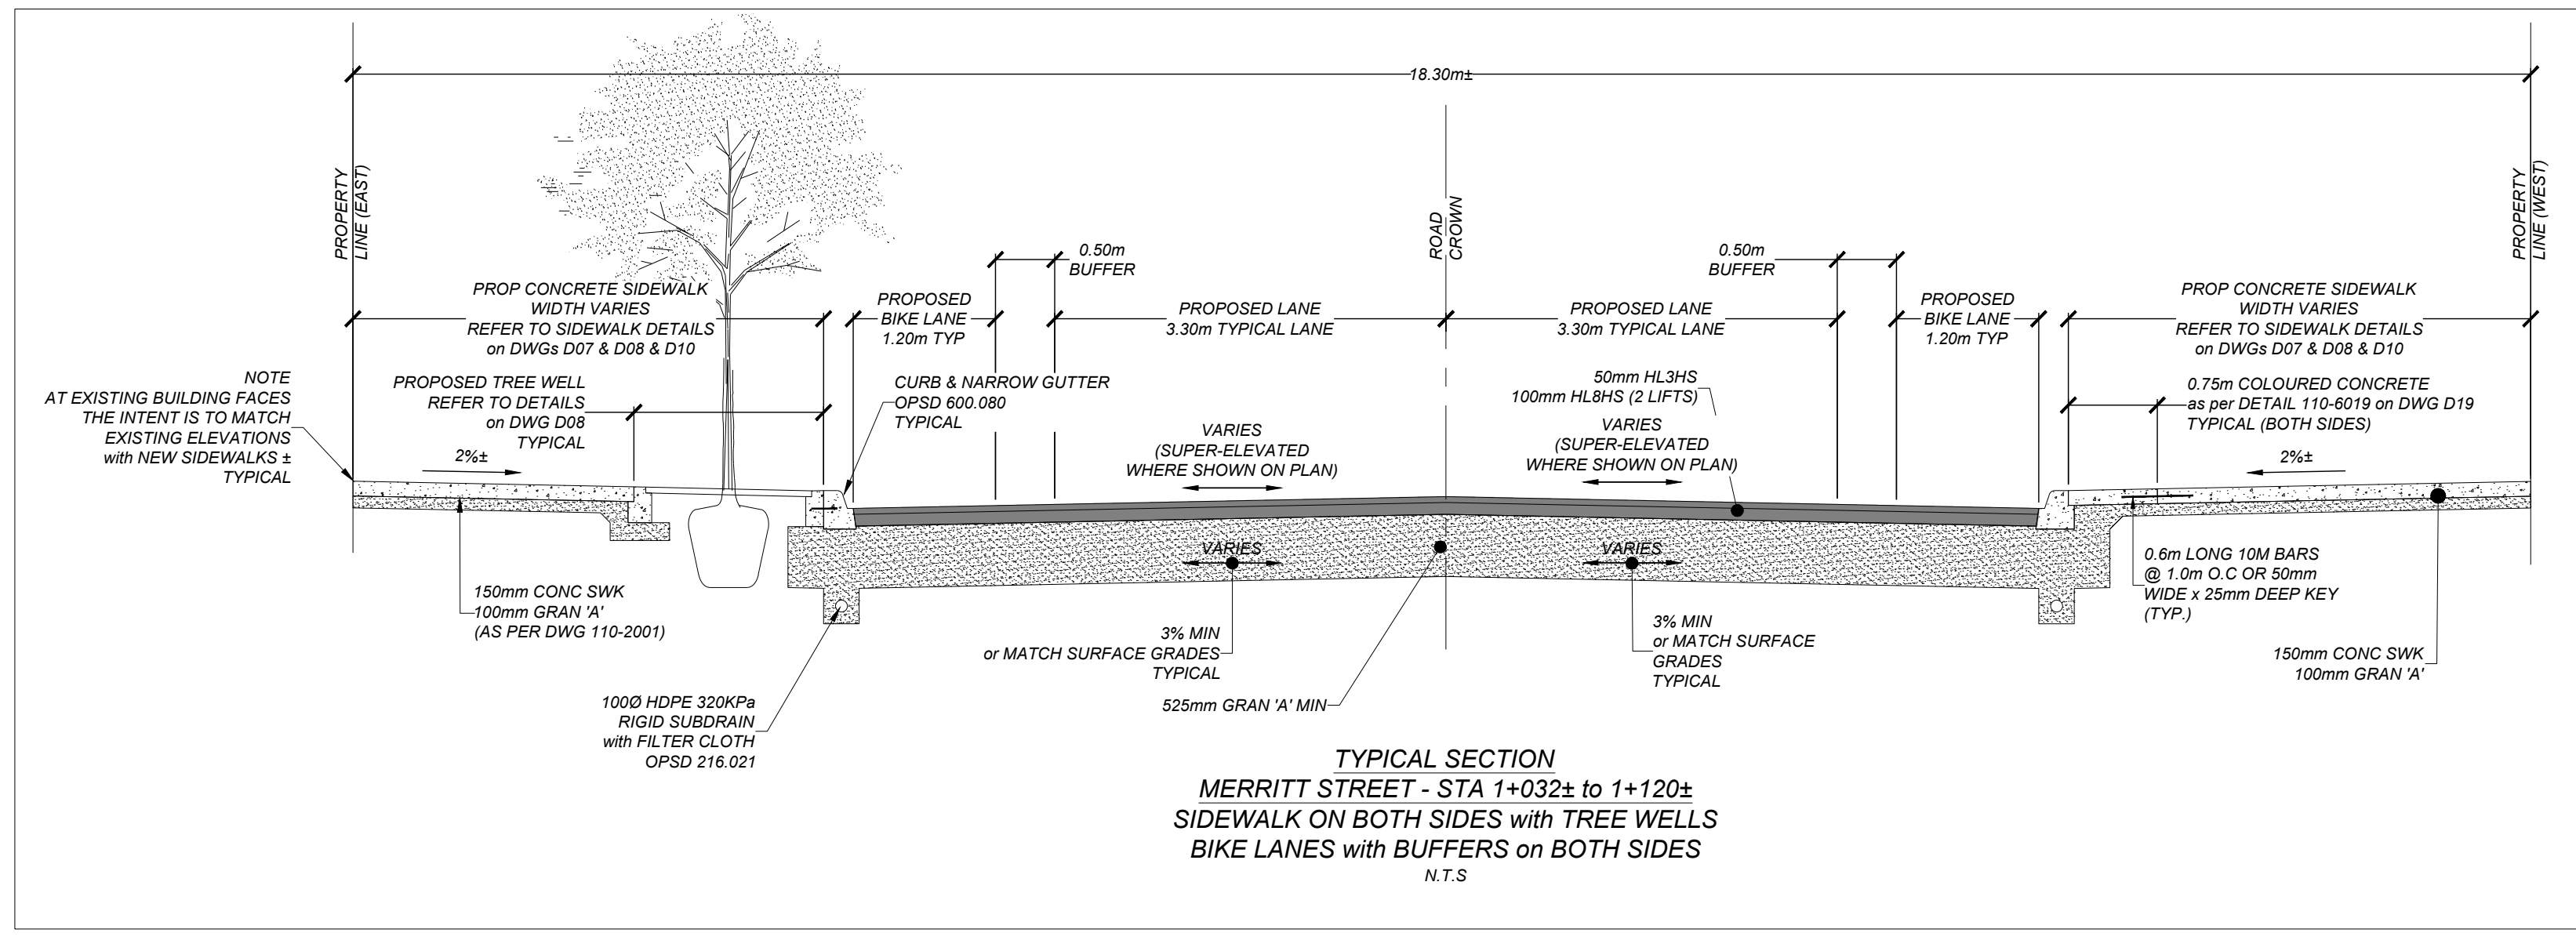 18.30m±
PROPERTY
LINE (EAST)
ROAD
CROWN
PROPERTY
LINE (WEST)
0.50m
BUFFER
0.50m
BUFFER
PROP CONCRETE SIDEWALK
WIDTH VARIES
REFER TO SIDEWALK DETAILS
on DWGs D07 & D08 & D10
PROPOSED
BIKE LANE
1.20m TYP
PROPOSED LANE
3.30m TYPICAL LANE
PROPOSED LANE
3.30m TYPICAL LANE
PROPOSED
BIKE LANE
1.20m TYP
PROP CONCRETE SIDEWALK
WIDTH VARIES
REFER TO SIDEWALK DETAILS
on DWGs D07 & D08 & D10
NOTE
AT EXISTING BUILDING FACES
THE INTENT IS TO MATCH
EXISTING ELEVATIONS
with NEW SIDEWALKS ±
TYPICAL
PROPOSED TREE WELL
REFER TO DETAILS
on DWG D08
TYPICAL
CURB & NARROW GUTTER
OPSD 600.080
TYPICAL
50mm HL3HS
100mm HL8HS (2 LIFTS)
0.75m COLOURED CONCRETE
as per DETAIL 110-6019 on DWG D19
TYPICAL (BOTH SIDES)
2%±
VARIES
(SUPER-ELEVATED
WHERE SHOWN ON PLAN)
VARIES
(SUPER-ELEVATED
WHERE SHOWN ON PLAN)
2%±
VARIES
VARIES
150mm CONC SWK
100mm GRAN 'A'
(AS PER DWG 110-2001)
0.6m LONG 10M BARS
@ 1.0m O.C OR 50mm
WIDE x 25mm DEEP KEY
(TYP.)
3% MIN
or MATCH SURFACE GRADES
TYPICAL
3% MIN
or MATCH SURFACE
GRADES
TYPICAL
150mm CONC SWK
100mm GRAN 'A'
100Ø HDPE 320KPa
RIGID SUBDRAIN
with FILTER CLOTH
OPSD 216.021
525mm GRAN 'A' MIN
TYPICAL SECTION
MERRITT STREET - STA 1+032± to 1+120±
SIDEWALK ON BOTH SIDES with TREE WELLS
BIKE LANES with BUFFERS on BOTH SIDES
N.T.S